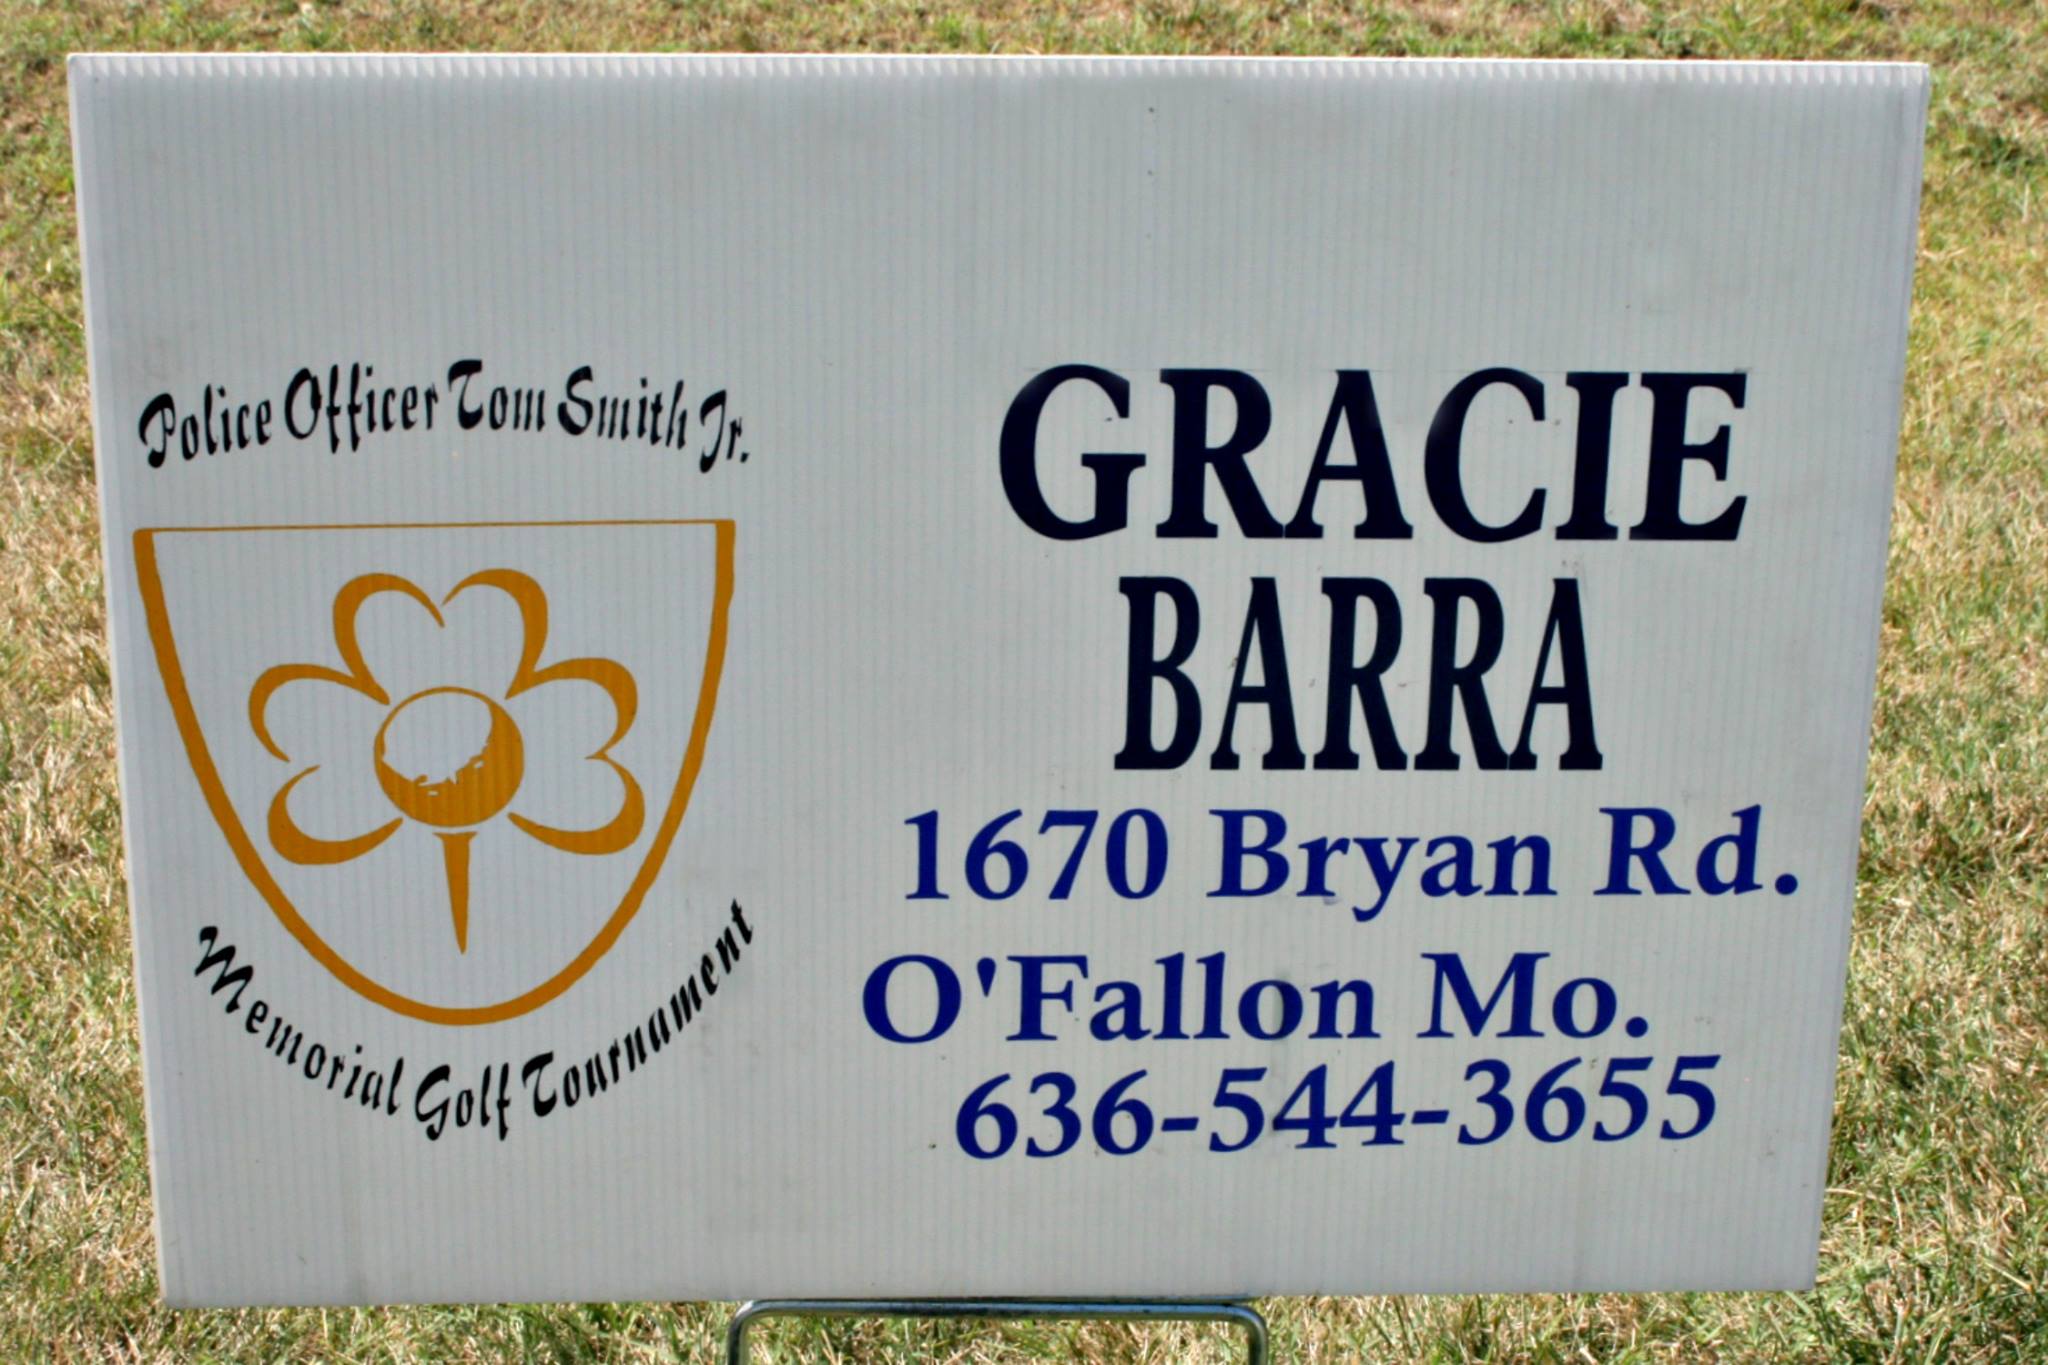 Police Officer Tom Smith Jr.
Memorial Golf Tournament
GRACIE
BARRA
1670 Bryan Rd.
O'Fallon Mo.
636-544-3655